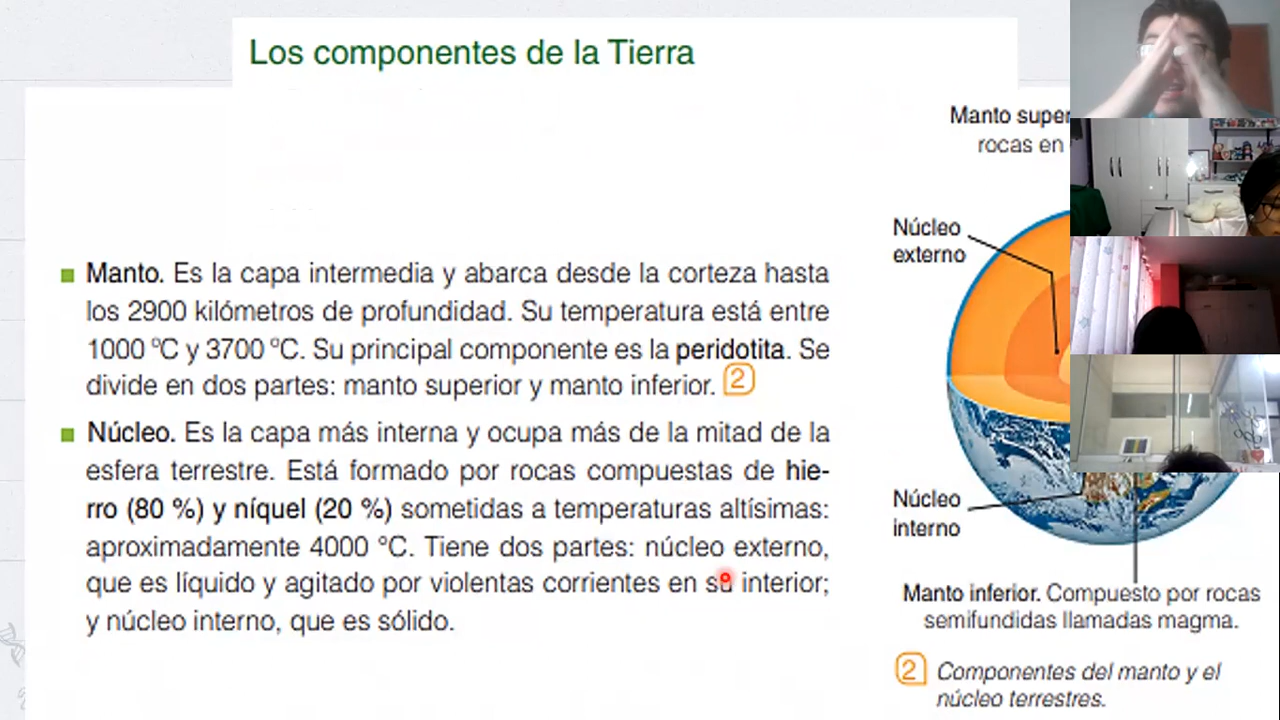 Los componentes de la Tierra
Manto. Es la capa intermedia y abarca desde la corteza hasta
los 2900 kilómetros de profundidad. Su temperatura está entre
1000 ºC y 3700 ºC. Su principal componente es la peridotita. Se
divide en dos partes: manto superior y manto inferior. 2
Núcleo. Es la capa más interna y ocupa más de la mitad de la
esfera terrestre. Está formado por rocas compuestas de hie-
rro (80 %) y níquel (20 %) sometidas a temperaturas altísimas:
aproximadamente 4000 °C. Tiene dos partes: núcleo externo,
que es líquido y agitado por violentas corrientes en su interior;
y núcleo interno, que es sólido.
Manto super
rocas en
Núcleo
externo
Núcleo
interno
Manto inferior. Compuesto por rocas
semifundidas llamadas magma.
2 Componentes del manto y el
núcleo terrestres.